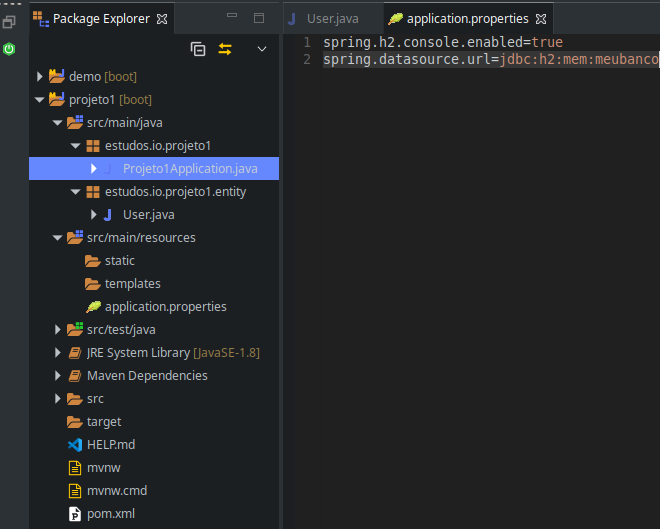 Package Explorer
demo [boot]
projeto1 [boot]
src/main/java
estudos.io.projeto1
Projeto1Application.java
estudos.io.projeto1.entity
User.java
src/main/resources
static
templates
application.properties
src/test/java
JRE System Library [JavaSE-1.8]
Maven Dependencies
src
target
HELP.md
mvnw
mvnw.cmd
pom.xml
User.java
application.properties
1 spring.h2.console.enabled=true
2 spring.datasource.url=jdbc:h2:mem:meubanco